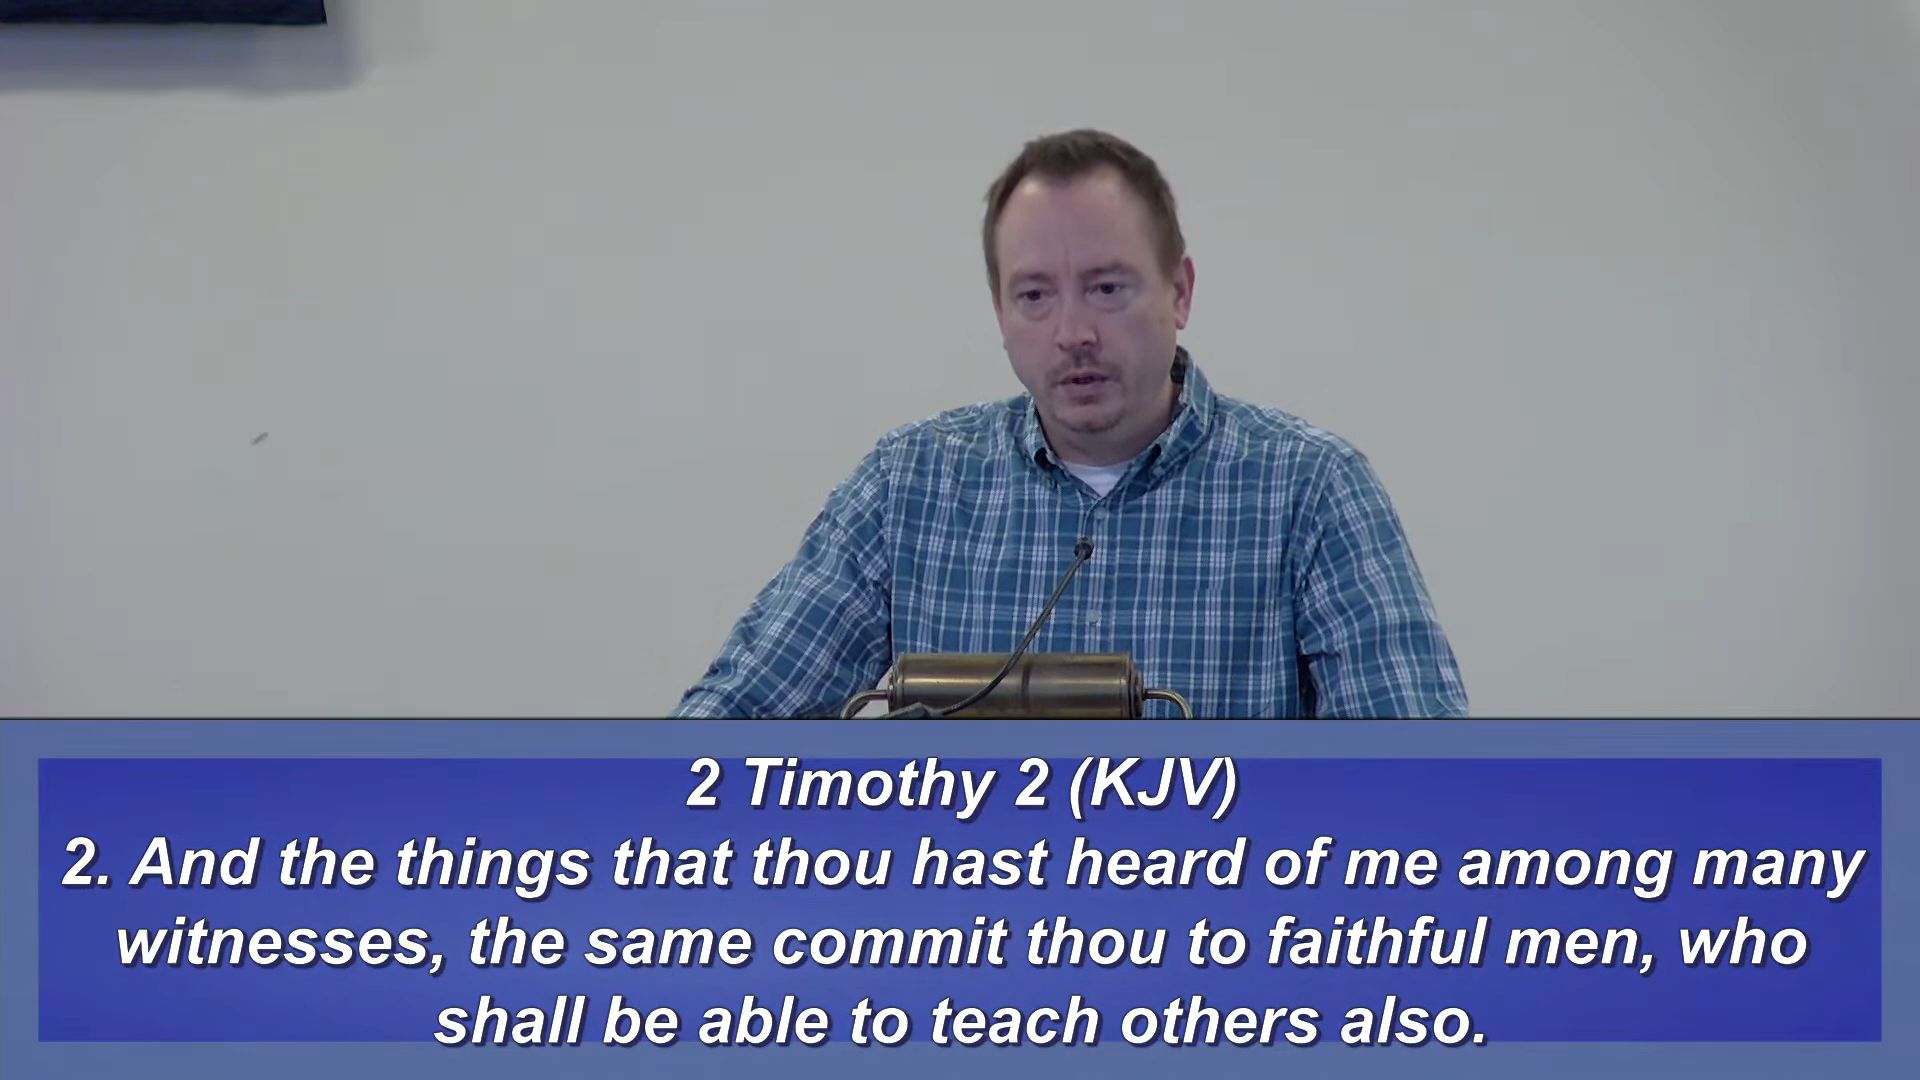 2 Timothy 2 (KJV)
2. And the things that thou hast heard of me among many
witnesses, the same commit thou to faithful men, who
shall be able to teach others also.